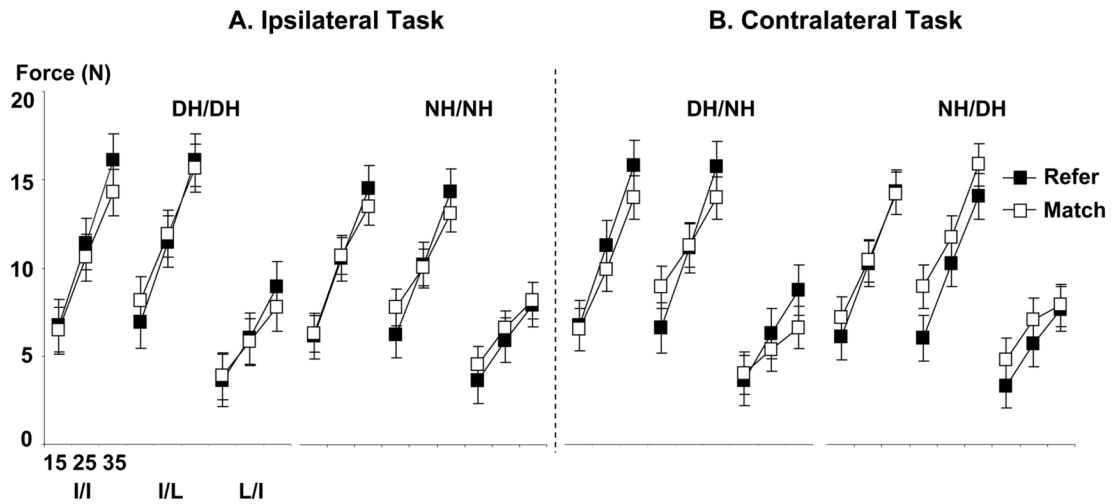 A. Ipsilateral Task
B. Contralateral Task
Force (N)
DH/DH
NH/NH
DH/NH
NH/DH
20
15
10
5
0
Refer
Match
15 25 35
I/I
I/L
L/I